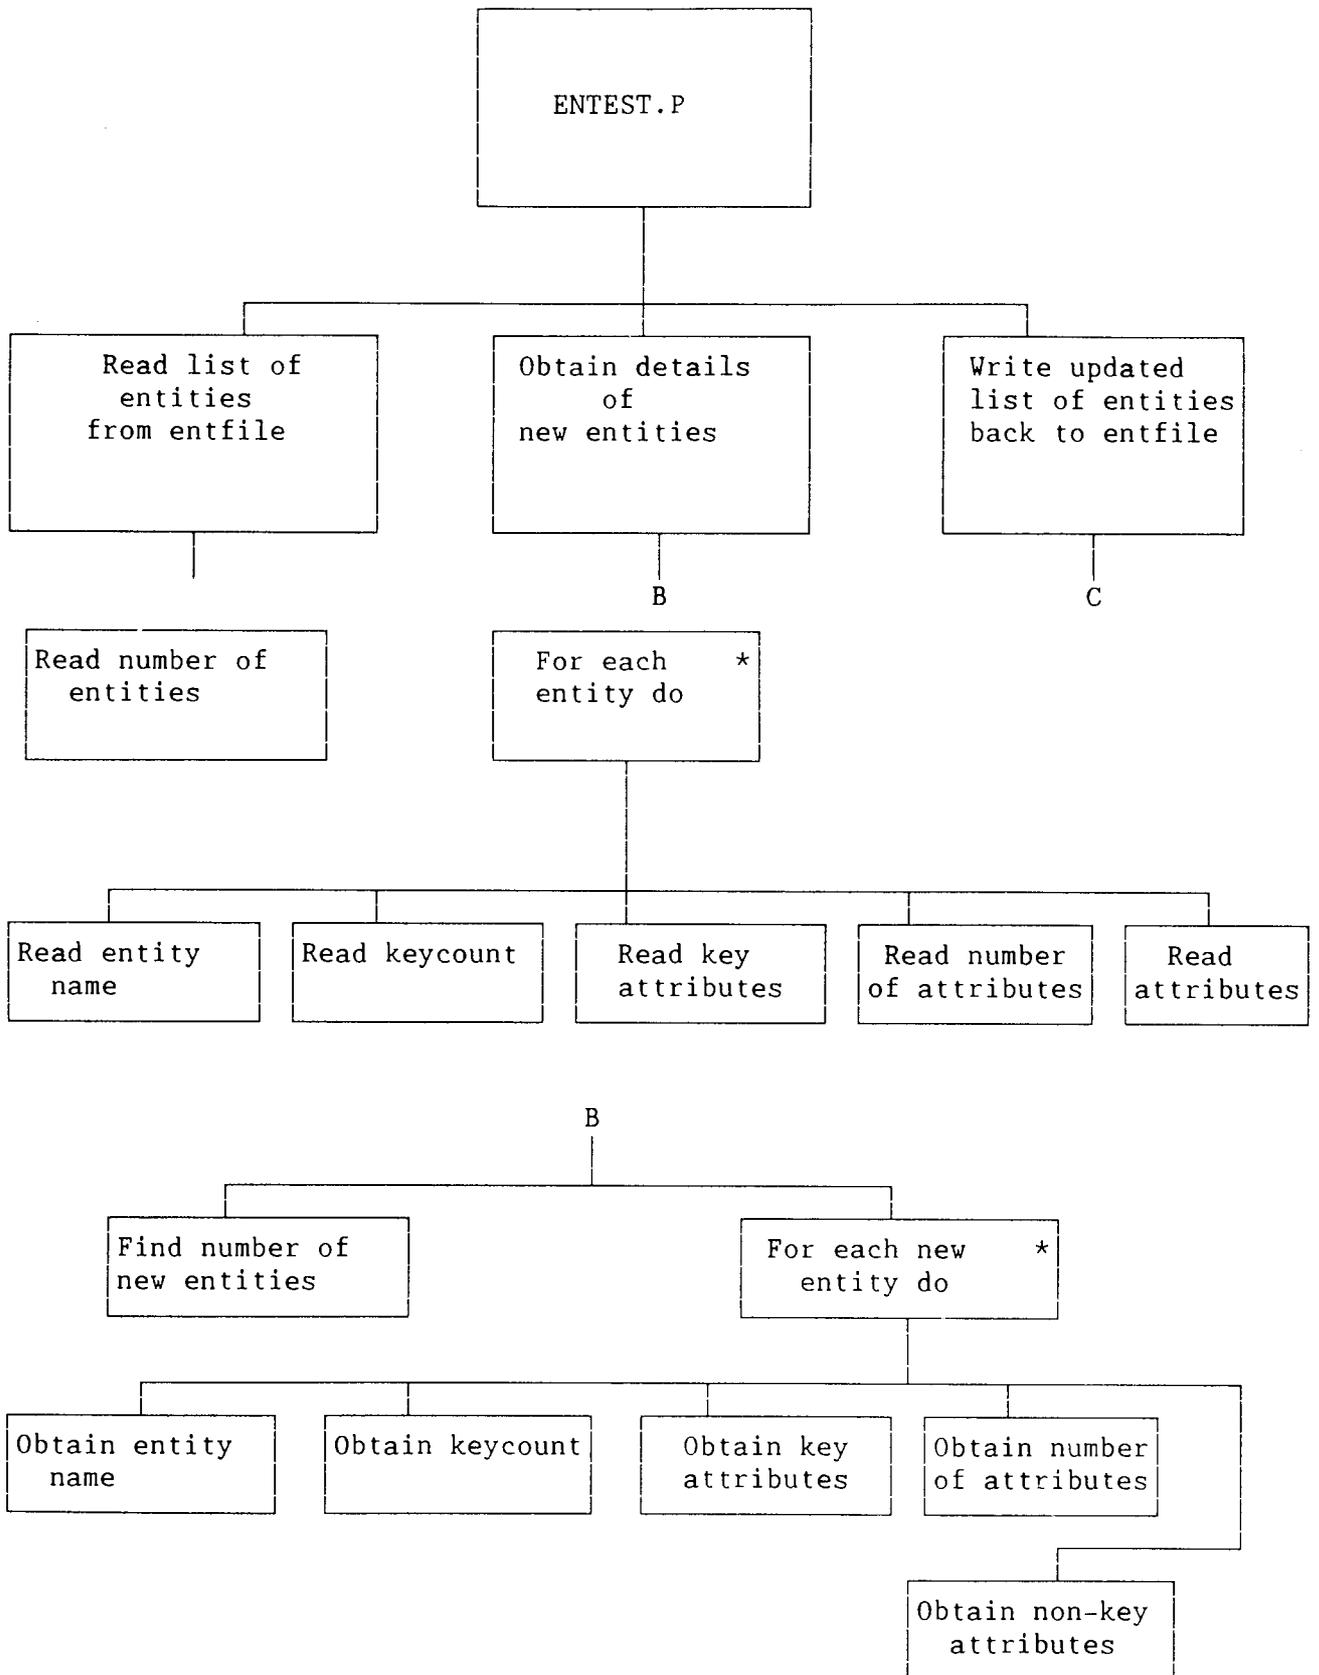 ENTEST.P
Read list of
entities
from entfile
Obtain details
of
new entities
Write updated
list of entities
back to entfile
B
C
Read number of
entities
For each *
entity do
Read entity
name
Read keycount
Read key
attributes
Read number
of attributes
Read
attributes
B
Find number of
new entities
For each new *
entity do
Obtain entity
name
Obtain keycount
Obtain key
attributes
Obtain number
of attributes
Obtain non-key
attributes